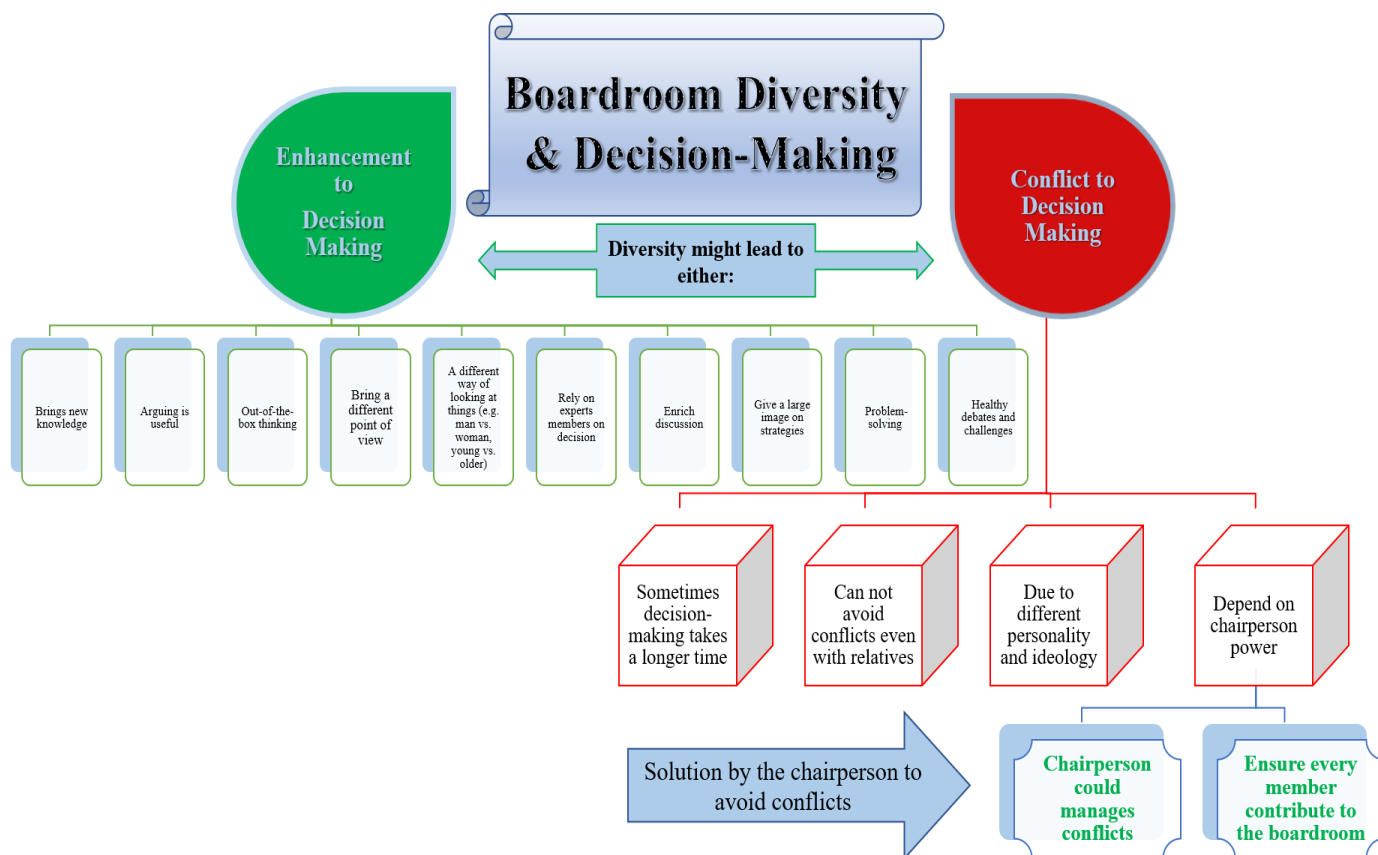 Boardroom Diversity
& Decision-Making
Enhancement
to
Decision
Making
Conflict to
Decision
Making
Diversity might lead to
either:
Brings new
knowledge
Arguing is
useful
Out-of-the-
box thinking
Bring a
different
point of
view
A different
way of
looking at
things (e.g.
man vs.
woman,
young vs.
older)
Rely on
experts
members on
decision
Enrich
discussion
Give a large
image on
strategies
Problem-
solving
Healthy
debates and
challenges
Sometimes
decision-
making takes
a longer time
Can not
avoid
conflicts even
with relatives
Due to
different
personality
and ideology
Depend on
chairperson
power
Solution by the chairperson to
avoid conflicts
Chairperson
could
manages
conflicts
Ensure every
member
contribute to
the boardroom